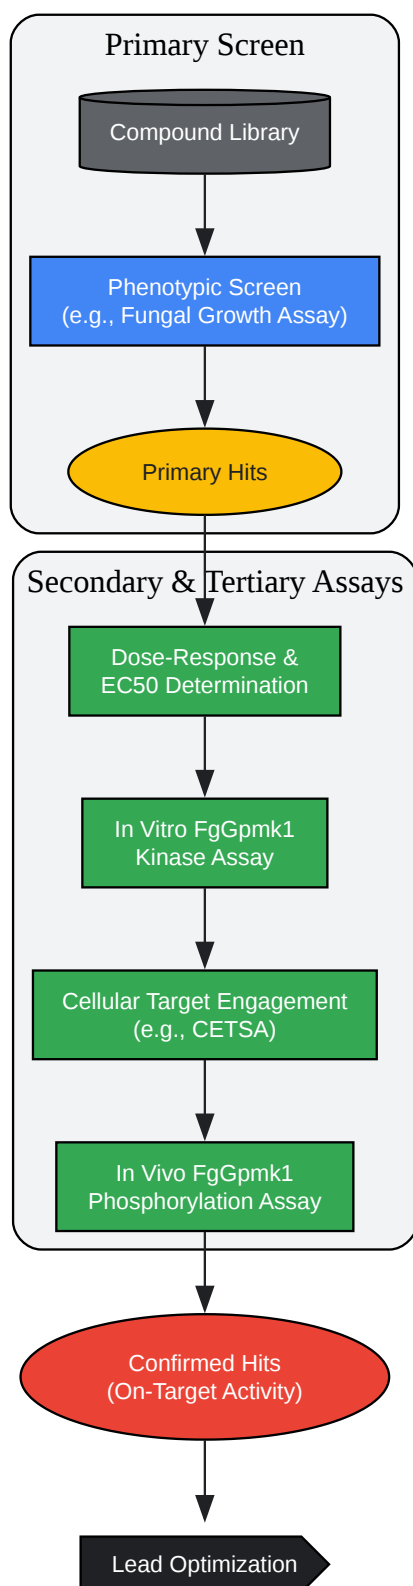 Primary Screen
Compound Library
Phenotypic Screen
(e.g., Fungal Growth Assay)
Primary Hits
Secondary & Tertiary Assays
Dose-Response &
EC50 Determination
In Vitro FgGpmk1
Kinase Assay
Cellular Target Engagement
(e.g., CETSA)
In Vivo FgGpmk1
Phosphorylation Assay
Confirmed Hits
(On-Target Activity)
Lead Optimization